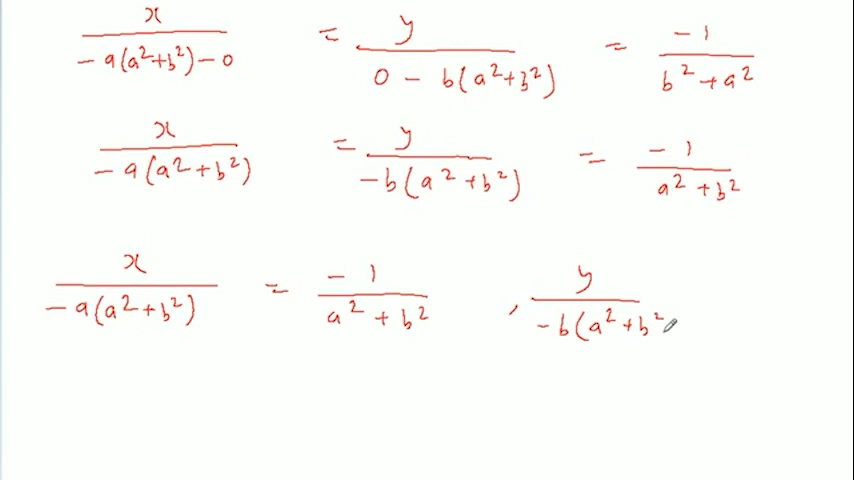 x/(-a(a²+b²)-0) = y/(0-b(a²+b²)) = -1/(b²+a²)
x/(-a(a²+b²)) = y/(-b(a²+b²)) = -1/(a²+b²)
x/(-a(a²+b²)) = -1/(a²+b²) , y/(-b(a²+b²